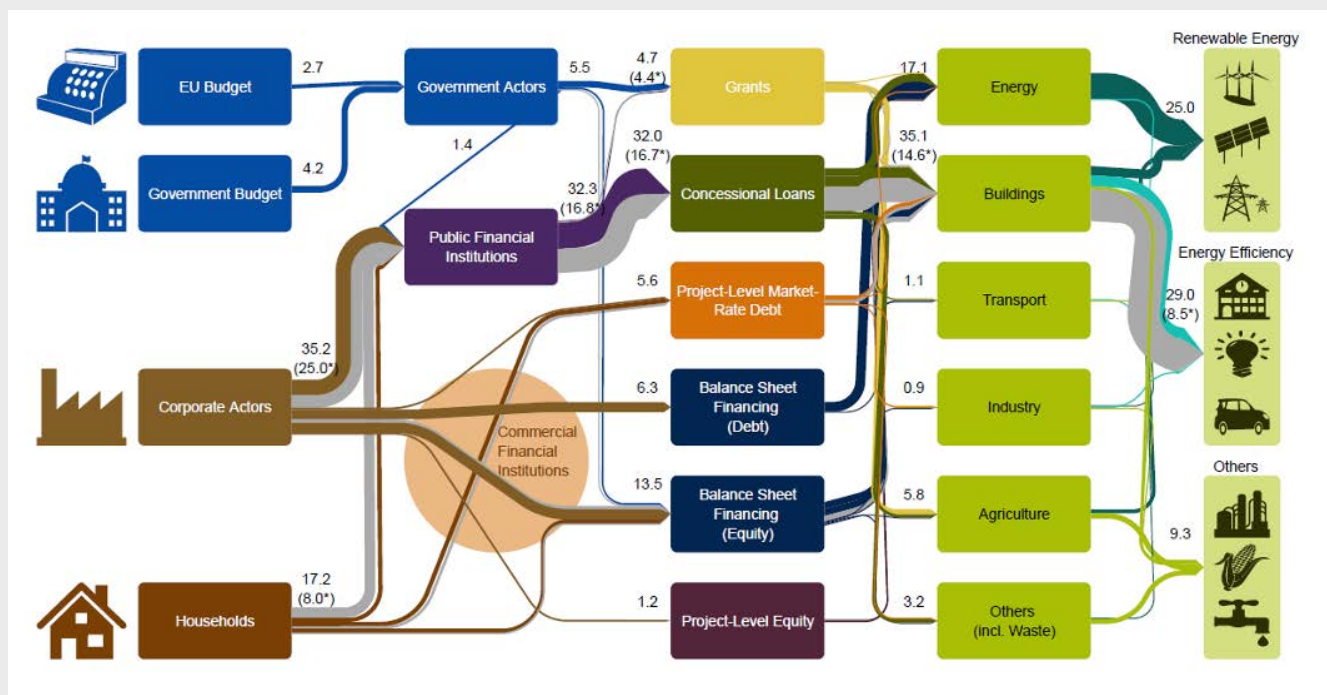 Renewable Energy
EU Budget
2.7
Government Actors
5.5
4.7
(4.4*)
Grants
17.1
Energy
25.0
1.4
Government Budget
4.2
32.0
(16.7*)
32.3
(16.8*)
Concessional Loans
35.1
(14.6*)
Buildings
Public Financial
Institutions
Energy Efficiency
5.6
Project-Level Market-
Rate Debt
1.1
Transport
29.0
(8.5*)
35.2
(25.0*)
Corporate Actors
6.3
Balance Sheet
Financing
(Debt)
0.9
Industry
Commercial
Financial
Institutions
Others
13.5
Balance Sheet
Financing
(Equity)
5.8
Agriculture
9.3
17.2
(8.0*)
Households
1.2
Project-Level Equity
3.2
Others
(incl. Waste)